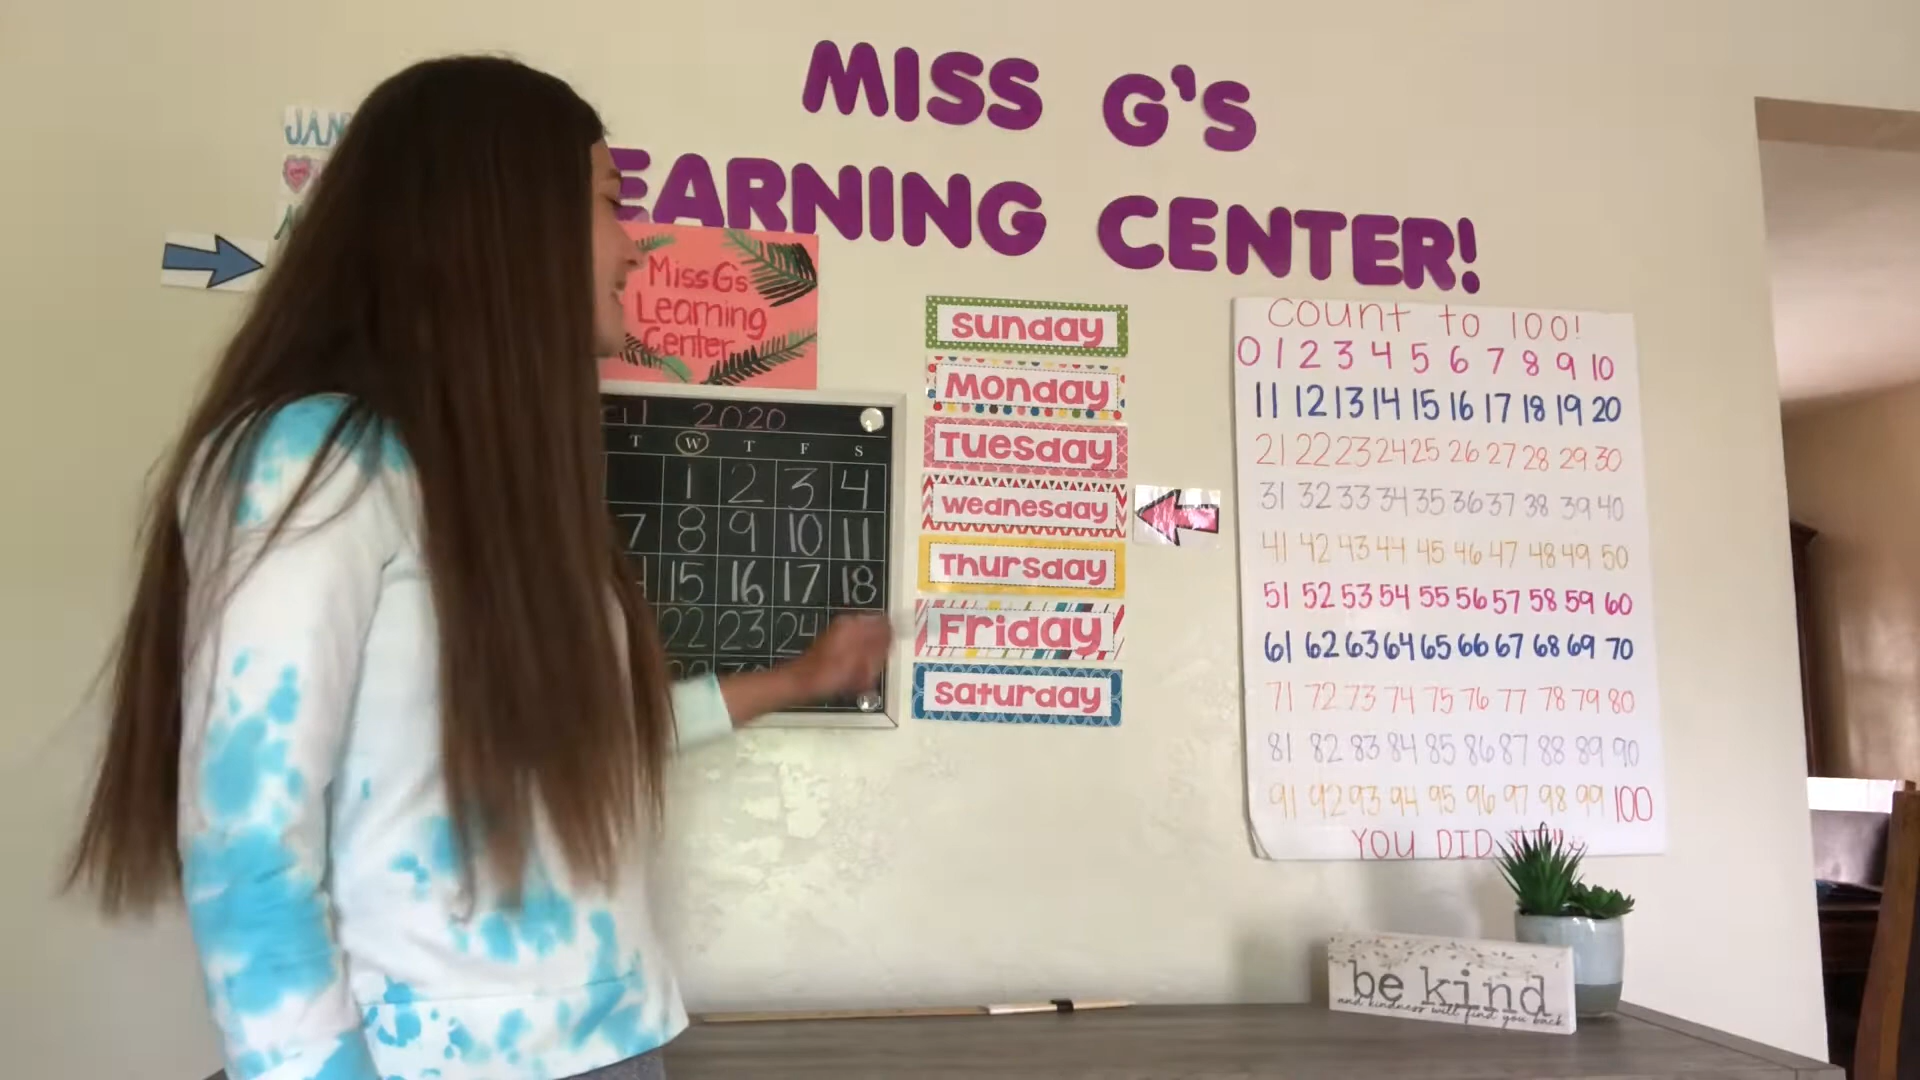 MISS G'S
EARNING CENTER!
JAN
Miss G's
Learning
Center
2020
T W T F S
1 2 3 4
7 8 9 10 11
15 16 17 18
22 23 24
sunday
Monday
Tuesday
wednesday
Thursday
Friday
saturday
count to 100!
0 1 2 3 4 5 6 7 8 9 10
11 12 13 14 15 16 17 18 19 20
21 22 23 24 25 26 27 28 29 30
31 32 33 34 35 36 37 38 39 40
41 42 43 44 45 46 47 48 49 50
51 52 53 54 55 56 57 58 59 60
61 62 63 64 65 66 67 68 69 70
71 72 73 74 75 76 77 78 79 80
81 82 83 84 85 86 87 88 89 90
91 92 93 94 95 96 97 98 99 100
YOU DID
be kind
and kindness will find you back